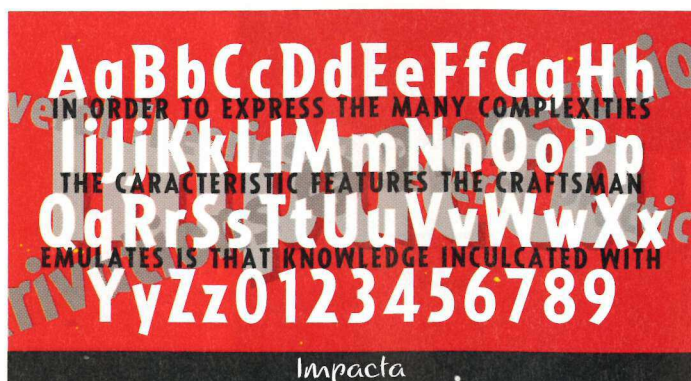 AaBbCcDdEeFfGgHh
IN ORDER TO EXPRESS THE MANY COMPLEXITIES
IiJjKkLlMmNnOoPp
THE CARACTERISTIC FEATURES THE CRAFTSMAN
QqRrSsTtUuVvWwXx
EMULATES IS THAT KNOWLEDGE INCULCATED WITH
YyZz0123456789
Impacta